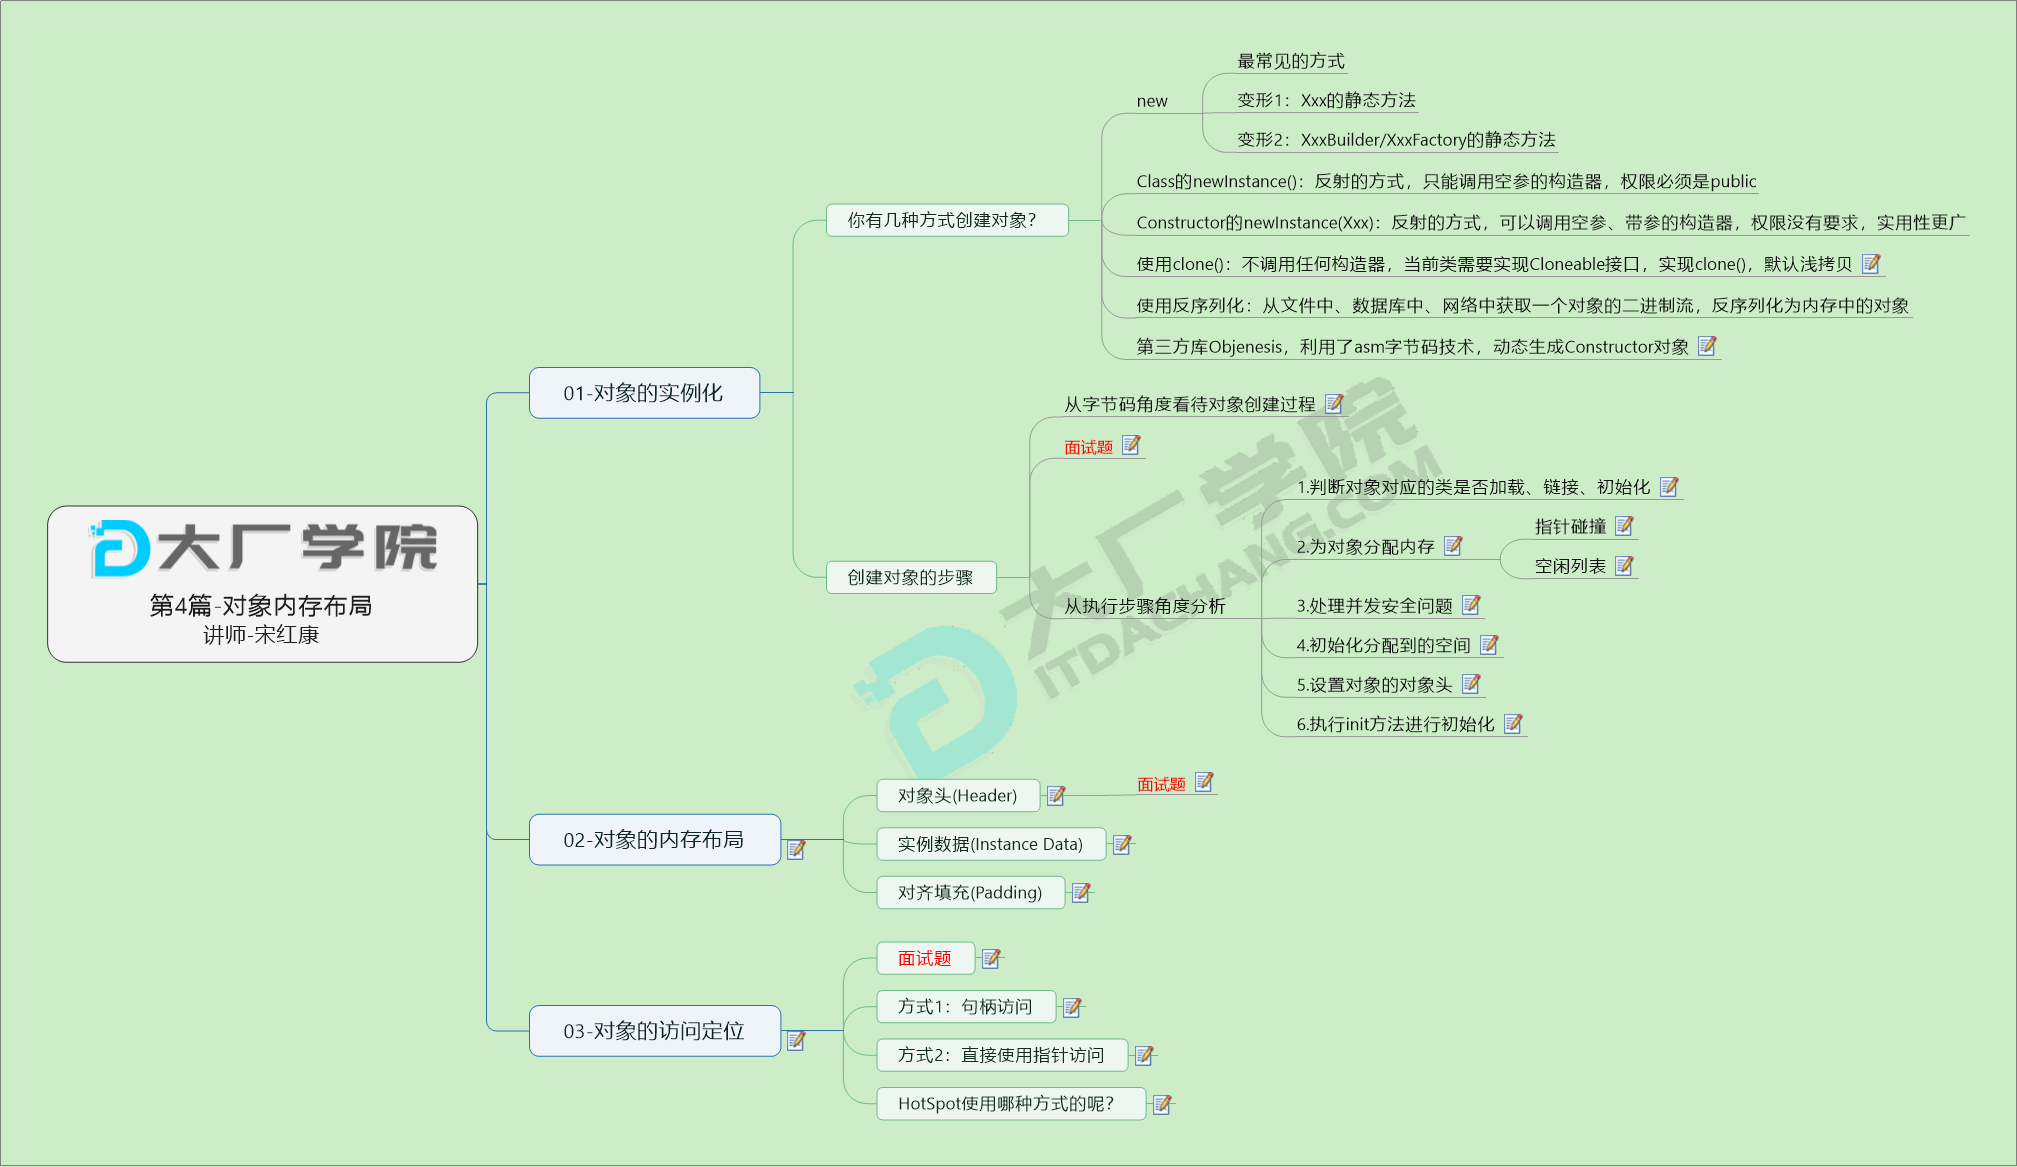 大厂学院
第4篇-对象内存布局
讲师-宋红康
01-对象的实例化
你有几种方式创建对象？
new
最常见的方式
变形1：Xxx的静态方法
变形2：XxxBuilder/XxxFactory的静态方法
Class的newInstance()：反射的方式，只能调用空参的构造器，权限必须是public
Constructor的newInstance(Xxx)：反射的方式，可以调用空参、带参的构造器，权限没有要求，实用性更广
使用clone()：不调用任何构造器，当前类需要实现Cloneable接口，实现clone()，默认浅拷贝
使用反序列化：从文件中、数据库中、网络中获取一个对象的二进制流，反序列化为内存中的对象
第三方库Objenesis，利用了asm字节码技术，动态生成Constructor对象
创建对象的步骤
从字节码角度看待对象创建过程
面试题
从执行步骤角度分析
1.判断对象对应的类是否加载、链接、初始化
2.为对象分配内存
指针碰撞
空闲列表
3.处理并发安全问题
4.初始化分配到的空间
5.设置对象的对象头
6.执行init方法进行初始化
02-对象的内存布局
对象头(Header)
面试题
实例数据(Instance Data)
对齐填充(Padding)
03-对象的访问定位
面试题
方式1：句柄访问
方式2：直接使用指针访问
HotSpot使用哪种方式的呢？
大厂学院
ITDACHANG.COM